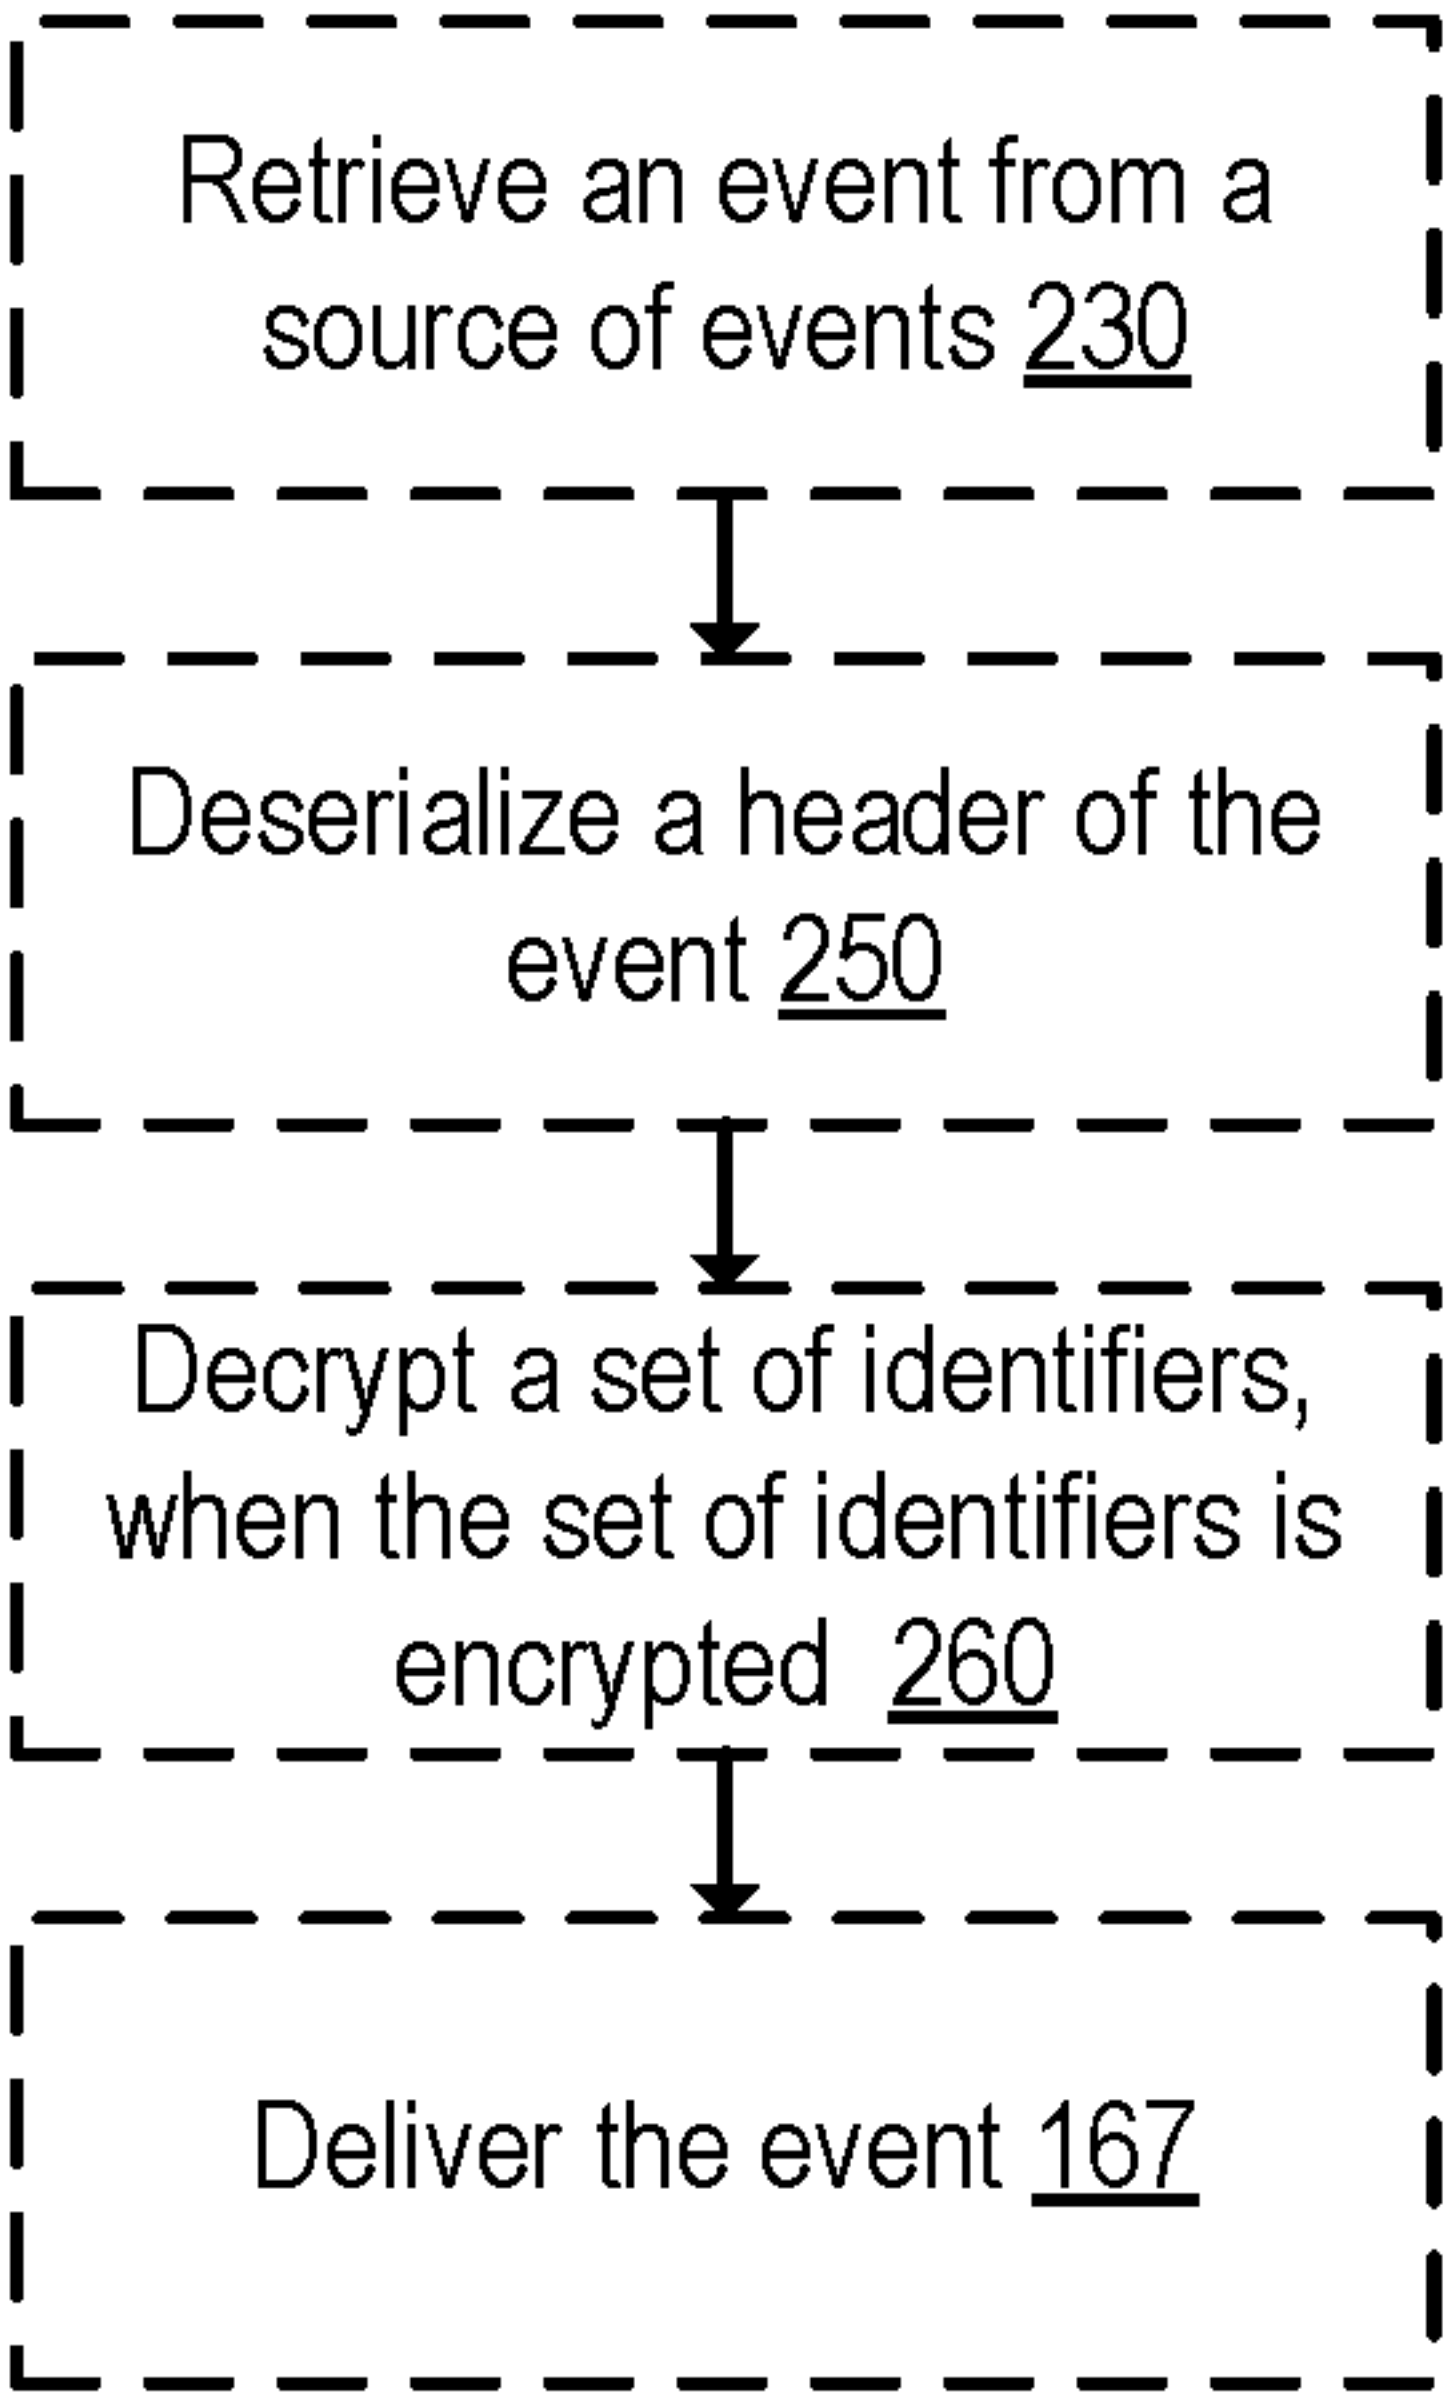 Retrieve an event from a
source of events 230
Deserialize a header of the
event 250
Decrypt a set of identifiers,
when the set of identifiers is
encrypted 260
Deliver the event 167